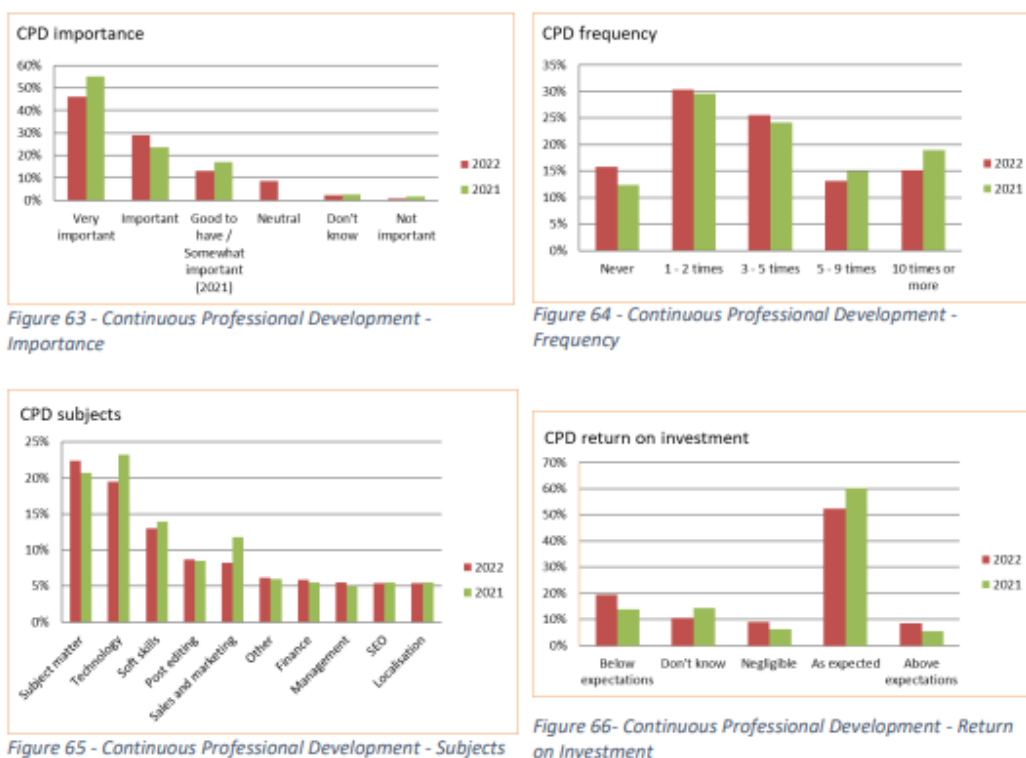 CPD importance
60%
50%
40%
30%
20%
10%
0%
Very important
Important
Good to have / Somewhat important (2021)
Neutral
Don't know
Not important
2022
2021
Figure 63 - Continuous Professional Development -
Importance
CPD frequency
35%
30%
25%
20%
15%
10%
5%
0%
Never
1 - 2 times
3 - 5 times
5 - 9 times
10 times or more
2022
2021
Figure 64 - Continuous Professional Development -
Frequency
CPD subjects
25%
20%
15%
10%
5%
0%
Subject matter
Technology
Soft skills
Post editing
Sales and marketing
Other
Finance
Management
SEO
Localisation
2022
2021
Figure 65 - Continuous Professional Development - Subjects
CPD return on investment
70%
60%
50%
40%
30%
20%
10%
0%
Below expectations
Don't know
Negligible
As expected
Above expectations
2022
2021
Figure 66- Continuous Professional Development - Return
on Investment